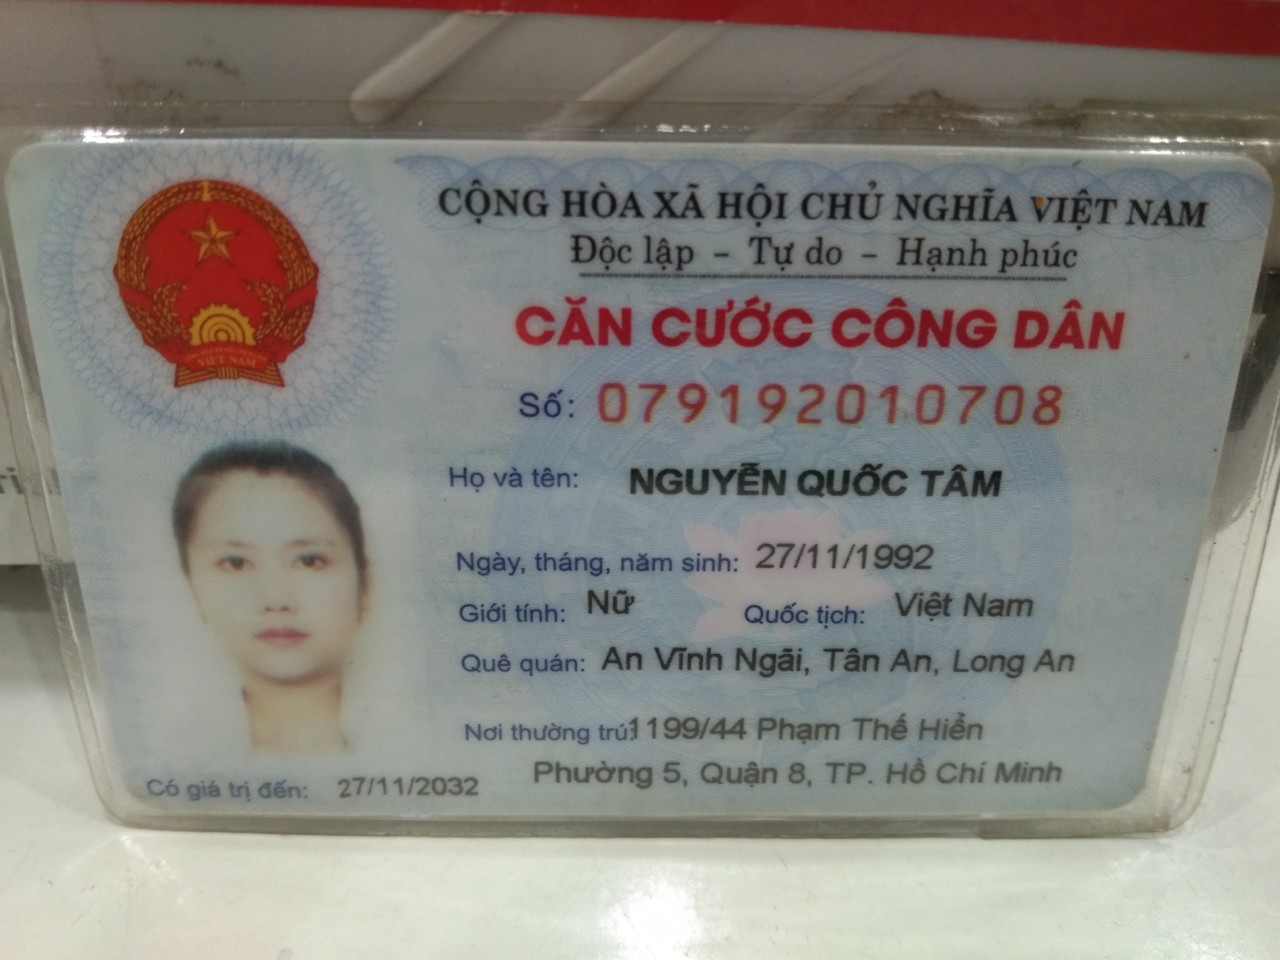 CỘNG HÒA XÃ HỘI CHỦ NGHĨA VIỆT NAM
Độc lập - Tự do - Hạnh phúc
CĂN CƯỚC CÔNG DÂN
Số: 079192010708
Họ và tên: NGUYỄN QUỐC TÂM
Ngày, tháng, năm sinh: 27/11/1992
Giới tính: Nữ Quốc tịch: Việt Nam
Quê quán: An Vĩnh Ngãi, Tân An, Long An
Nơi thường trú: 1199/44 Phạm Thế Hiển
Phường 5, Quận 8, TP. Hồ Chí Minh
Có giá trị đến: 27/11/2032
VIỆT NAM